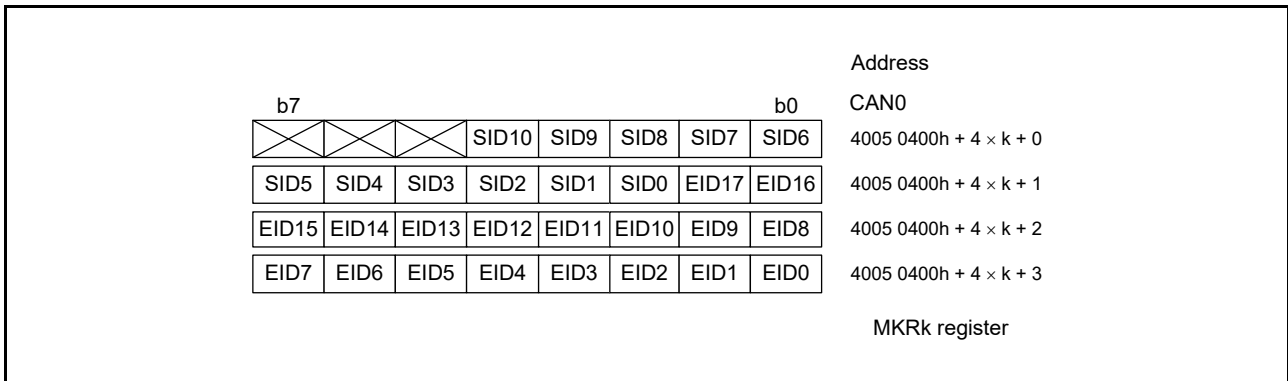 Address
b7 b0 CAN0
SID10 SID9 SID8 SID7 SID6 4005 0400h + 4 × k + 0
SID5 SID4 SID3 SID2 SID1 SID0 EID17 EID16 4005 0400h + 4 × k + 1
EID15 EID14 EID13 EID12 EID11 EID10 EID9 EID8 4005 0400h + 4 × k + 2
EID7 EID6 EID5 EID4 EID3 EID2 EID1 EID0 4005 0400h + 4 × k + 3
MKRk register